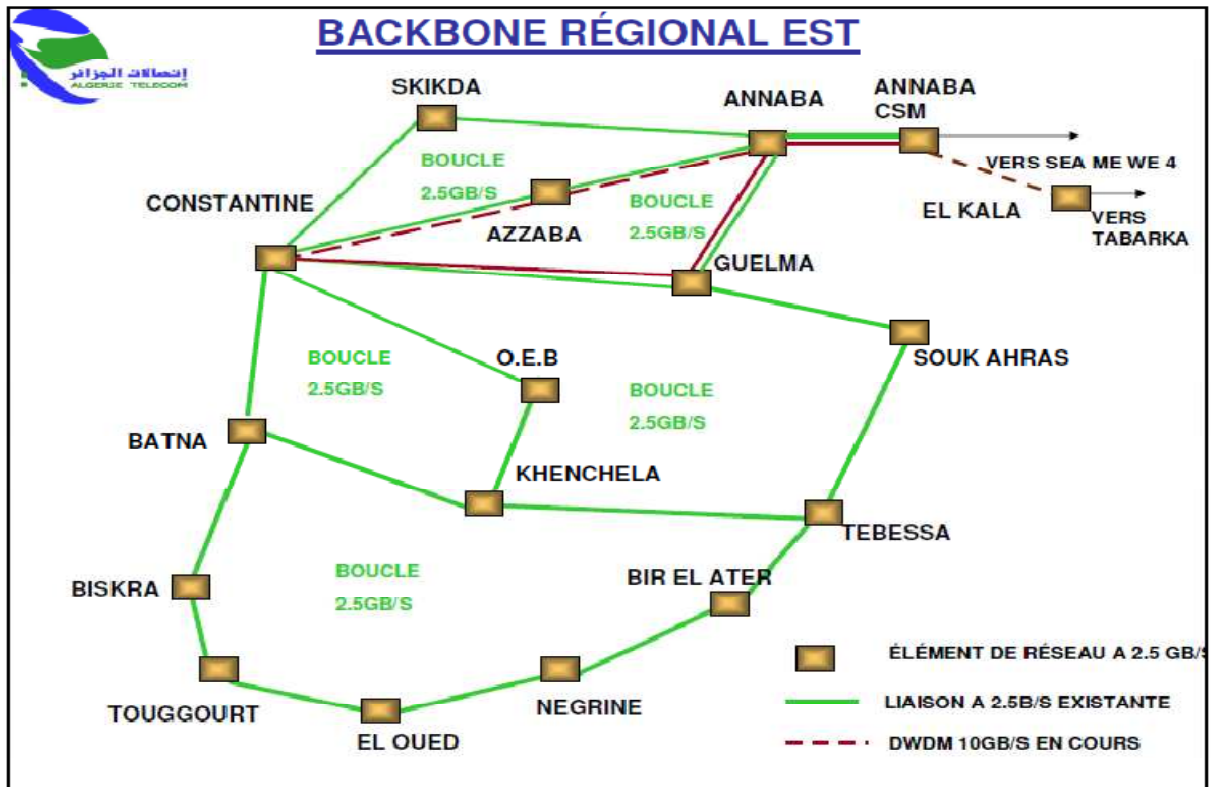 BACKBONE RÉGIONAL EST
إتصالات الجزائر
ALGERIE TELECOM
SKIKDA
ANNABA
ANNABA
CSM
BOUCLE
2.5GB/S
VERS SEA ME WE 4
CONSTANTINE
AZZABA
BOUCLE
2.5GB/S
EL KALA
VERS
TABARKA
GUELMA
BOUCLE
2.5GB/S
O.E.B
BOUCLE
2.5GB/S
SOUK AHRAS
BATNA
KHENCHELA
TEBESSA
BISKRA
BOUCLE
2.5GB/S
BIR EL ATER
TOUGGOURT
EL OUED
NEGRINE
ÉLÉMENT DE RÉSEAU A 2.5 GB/S
LIAISON A 2.5B/S EXISTANTE
DWDM 10GB/S EN COURS